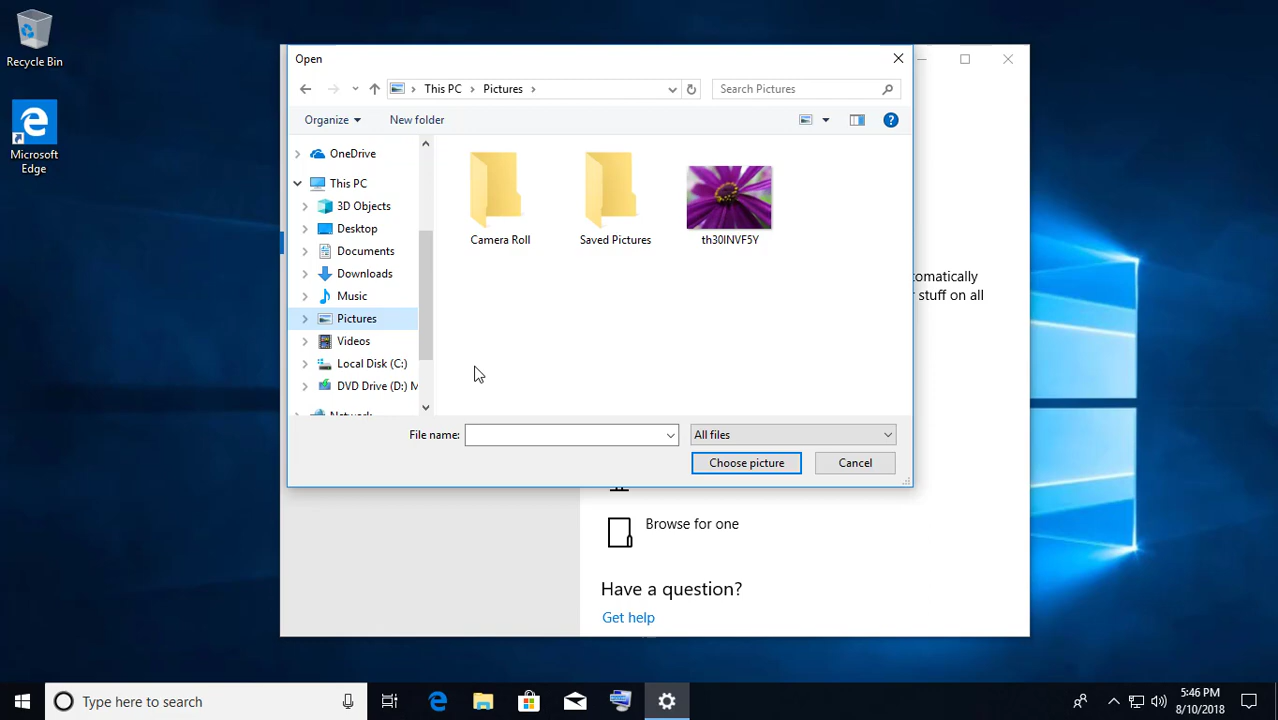 Recycle Bin
Microsoft
Edge
Open
This PC
Pictures
Search Pictures
Organize
New folder
OneDrive
This PC
3D Objects
Desktop
Documents
Downloads
Music
Pictures
Videos
Local Disk (C:)
DVD Drive (D:) M
Network
Camera Roll
Saved Pictures
th30INVF5Y
omatically
stuff on all
File name:
All files
Choose picture
Cancel
Browse for one
Have a question?
Get help
Type here to search
5:46 PM
8/10/2018